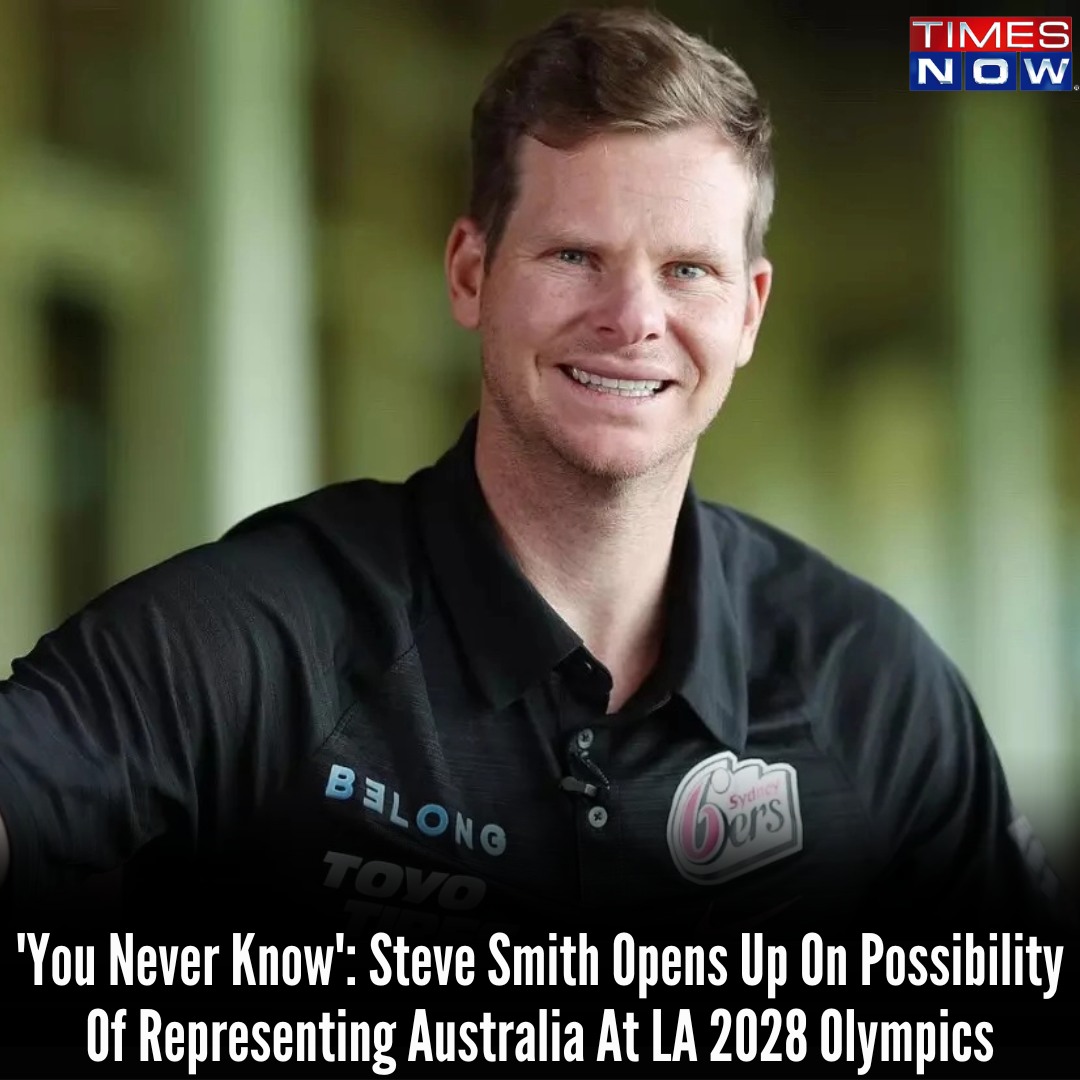 TIMES
NOW
BELONG
Sydney
6ers
TOYO
'You Never Know': Steve Smith Opens Up On Possibility
Of Representing Australia At LA 2028 Olympics